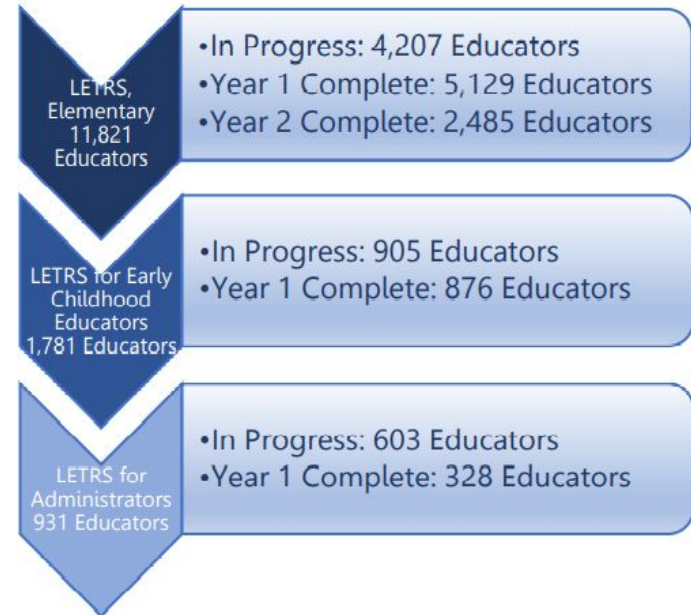 LETRS,
Elementary
11,821
Educators
•In Progress: 4,207 Educators
•Year 1 Complete: 5,129 Educators
•Year 2 Complete: 2,485 Educators
LETRS for Early
Childhood
Educators
1,781 Educators
•In Progress: 905 Educators
•Year 1 Complete: 876 Educators
LETRS for
Administrators
931 Educators
•In Progress: 603 Educators
•Year 1 Complete: 328 Educators